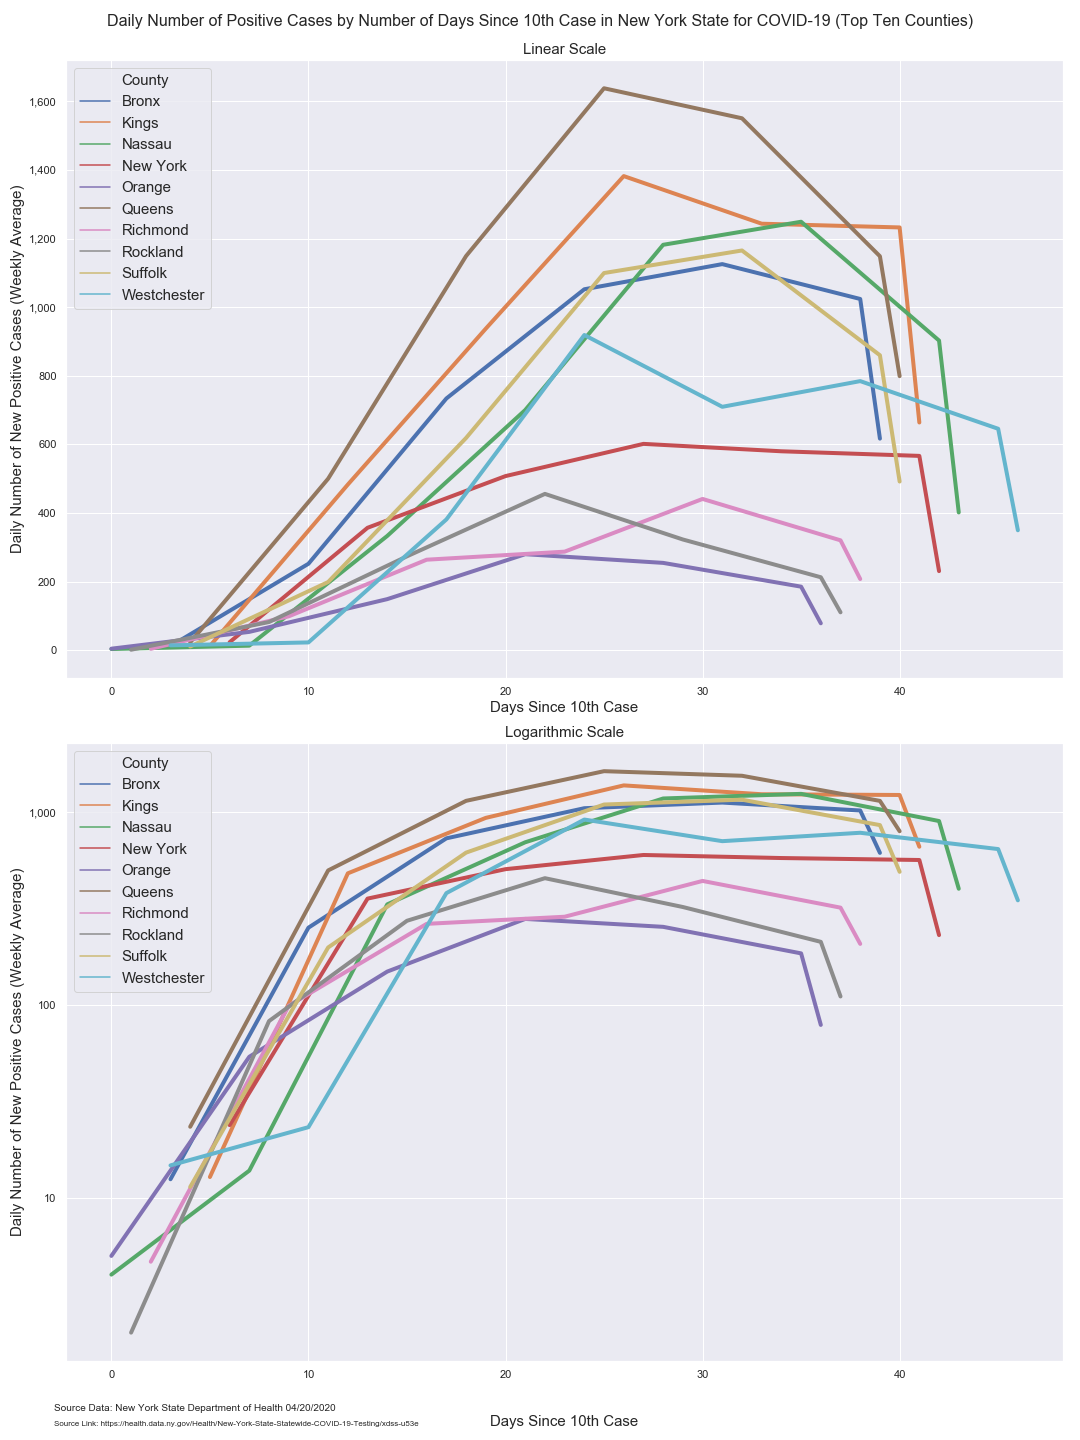 Daily Number of Positive Cases by Number of Days Since 10th Case in New York State for COVID-19 (Top Ten Counties)
Linear Scale
County
Bronx
Kings
Nassau
New York
Orange
Queens
Richmond
Rockland
Suffolk
Westchester
Daily Number of New Positive Cases (Weekly Average)
1,600
1,400
1,200
1,000
800
600
400
200
0
0 10 20 30 40
Days Since 10th Case
Logarithmic Scale
County
Bronx
Kings
Nassau
New York
Orange
Queens
Richmond
Rockland
Suffolk
Westchester
Daily Number of New Positive Cases (Weekly Average)
1,000
100
10
0 10 20 30 40
Source Data: New York State Department of Health 04/20/2020
Source Link: https://health.data.ny.gov/Health/New-York-State-Statewide-COVID-19-Testing/xdss-u53e
Days Since 10th Case